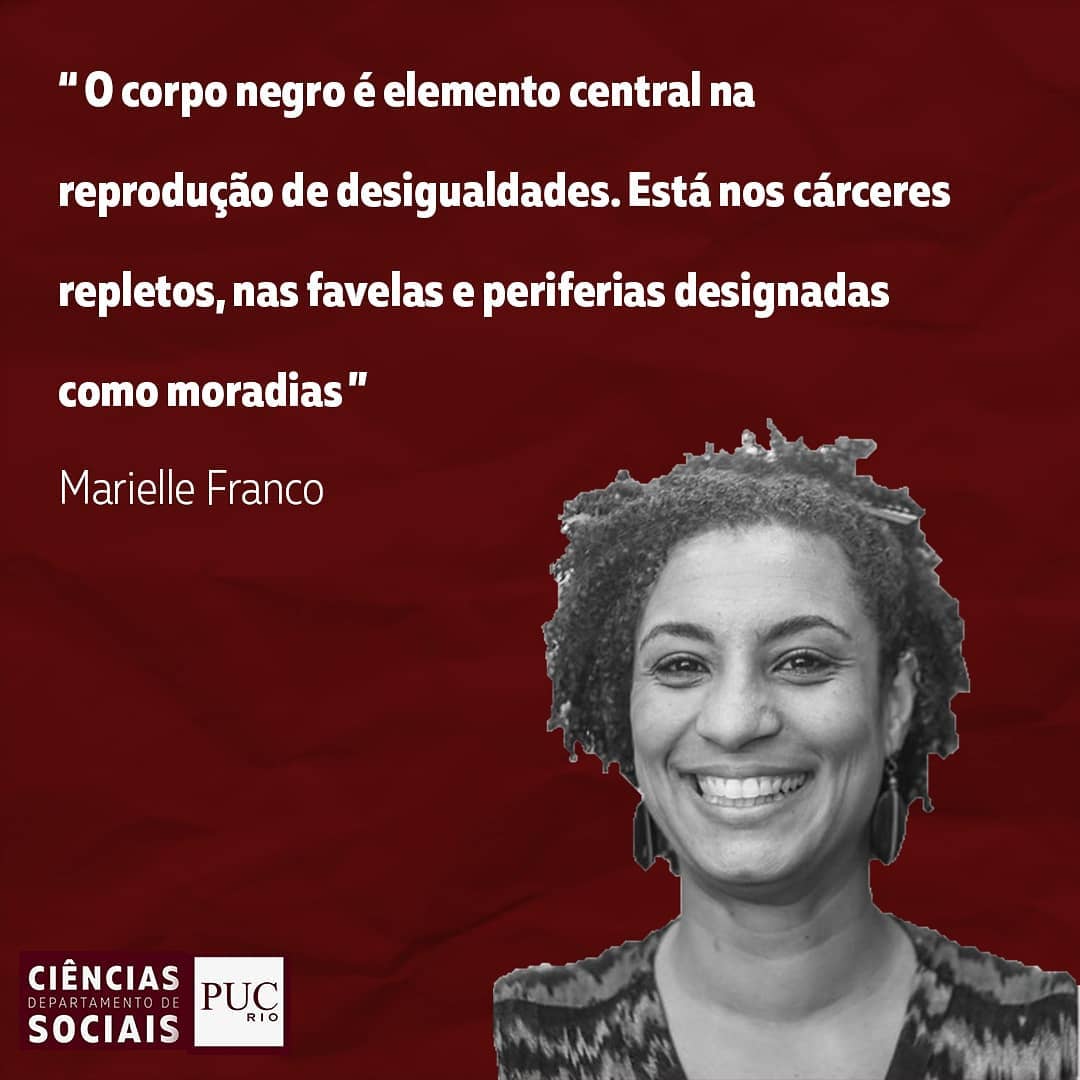 “ O corpo negro é elemento central na
reprodução de desigualdades. Está nos cárceres
repletos, nas favelas e periferias designadas
como moradias ”
Marielle Franco
CIÊNCIAS
DEPARTAMENTO DE
SOCIAIS
PUC
RIO